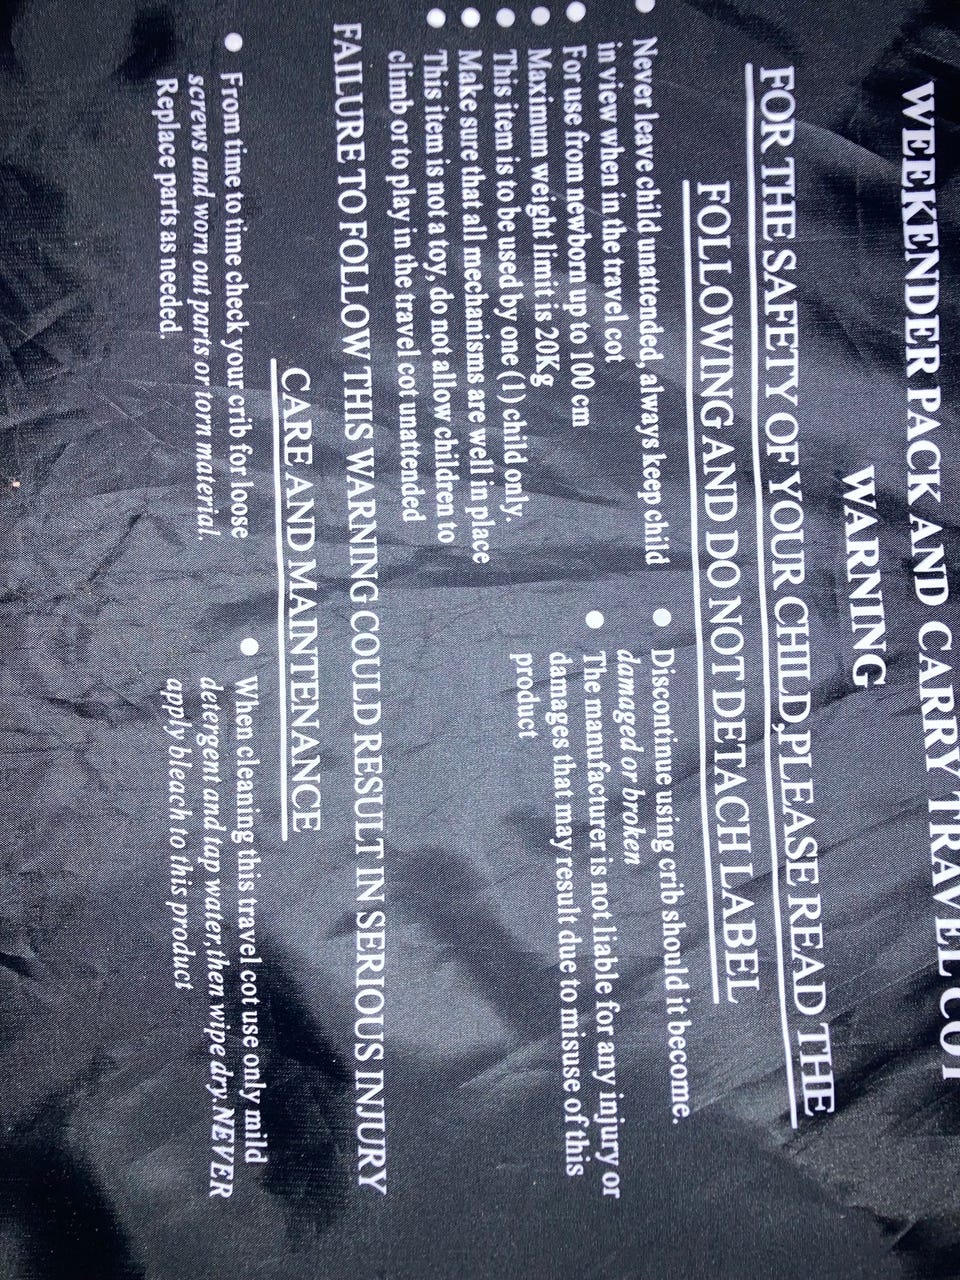 WEEKENDER PACK AND CARRY TRAVEL COT
WARNING
FOR THE SAFETY OF YOUR CHILD,PLEASE READ THE
FOLLOWING AND DO NOT DETACH LABEL
● Never leave child unattended, always keep child
in view when in the travel cot
● For use from newborn up to 100 cm
● Maximum weight limit is 20Kg
● This item is to be used by one (1) child only.
● Make sure that all mechanisms are well in place
● This item is not a toy, do not allow children to
climb or to play in the travel cot unattended
● Discontinue using crib should it become.
damaged or broken
● The manufacturer is not liable for any injury or
damages that may result due to misuse of this
product
FAILURE TO FOLLOW THIS WARNING COULD RESULT IN SERIOUS INJURY
CARE AND MAINTENANCE
● From time to time check your crib for loose
screws and worn out parts or torn material.
Replace parts as needed.
● When cleaning this travel cot use only mild
detergent and tap water,then wipe dry.NEVER
apply bleach to this product